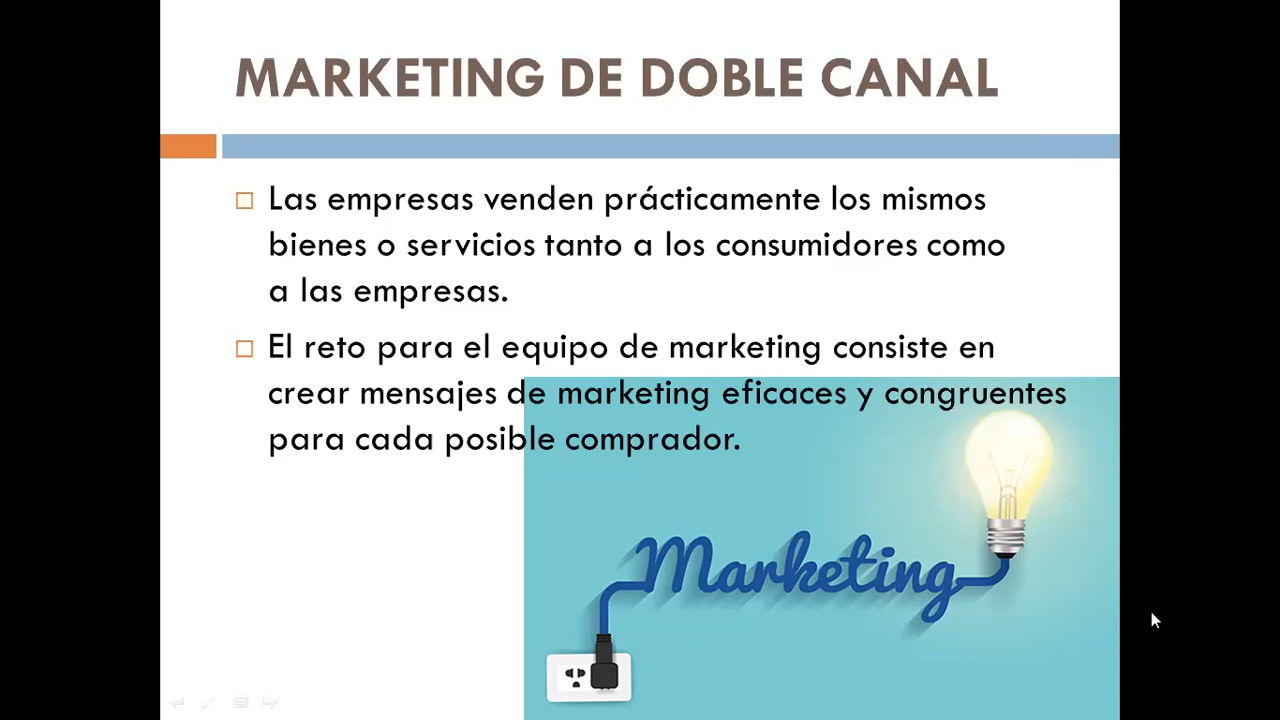 MARKETING DE DOBLE CANAL
Las empresas venden prácticamente los mismos
bienes o servicios tanto a los consumidores como
a las empresas.
El reto para el equipo de marketing consiste en
crear mensajes de marketing eficaces y congruentes
para cada posible comprador.
Marketing